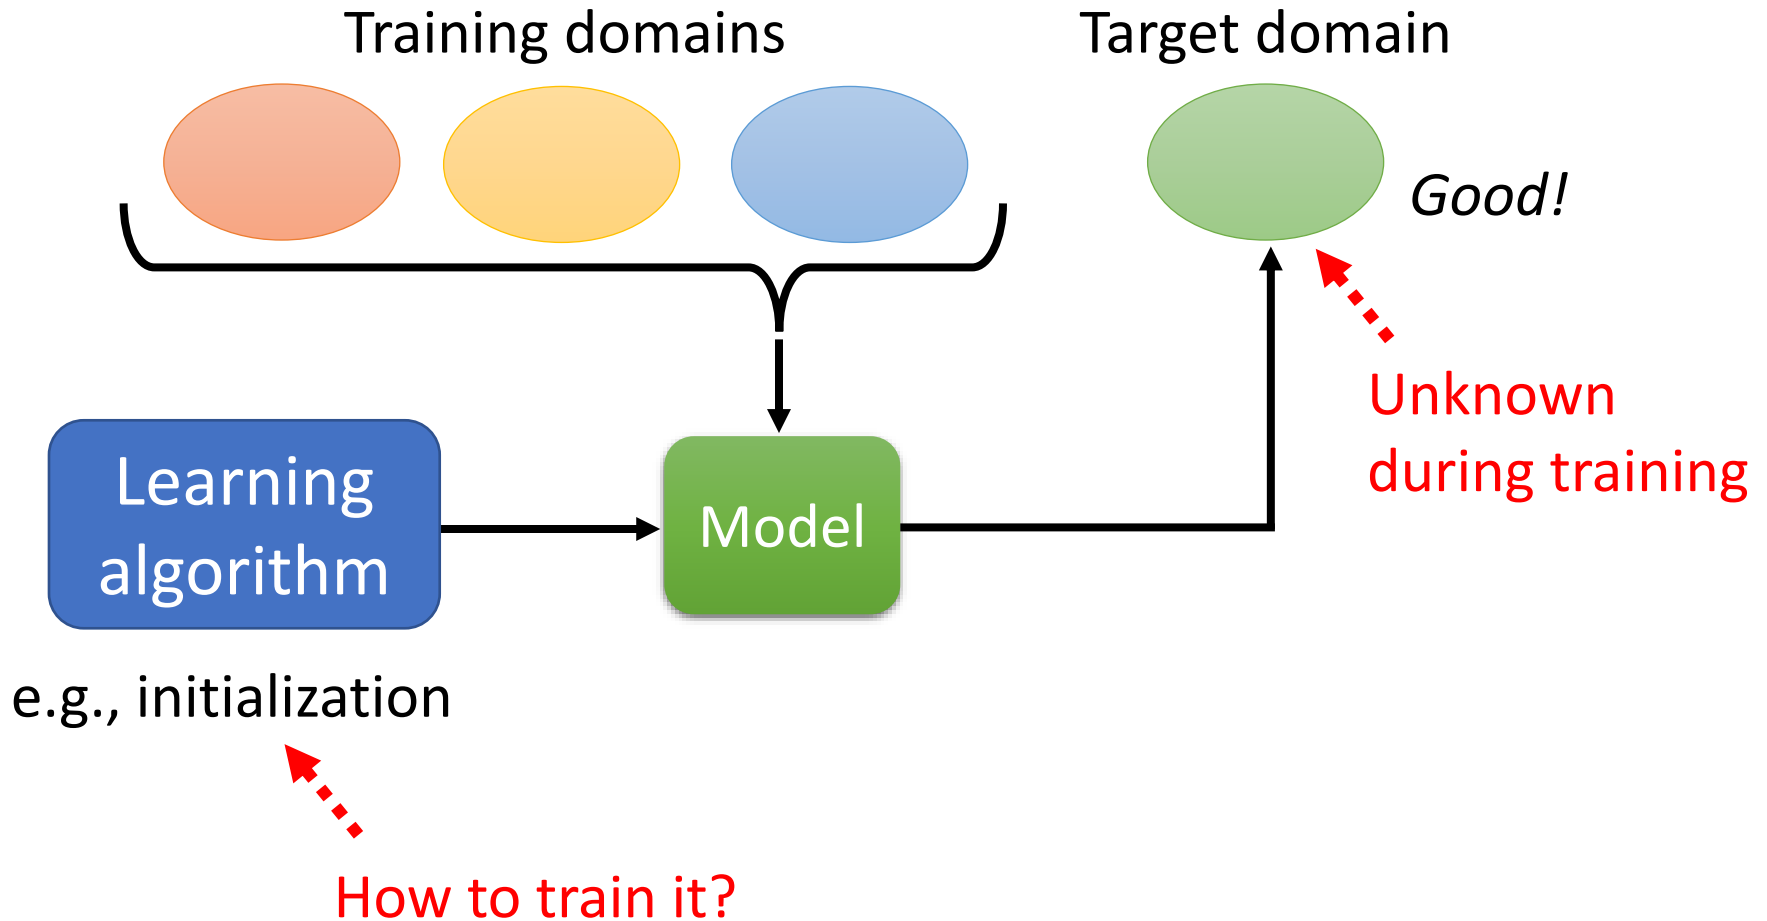 Training domains
Target domain
Good!
Unknown
during training
Learning
algorithm
Model
e.g., initialization
How to train it?